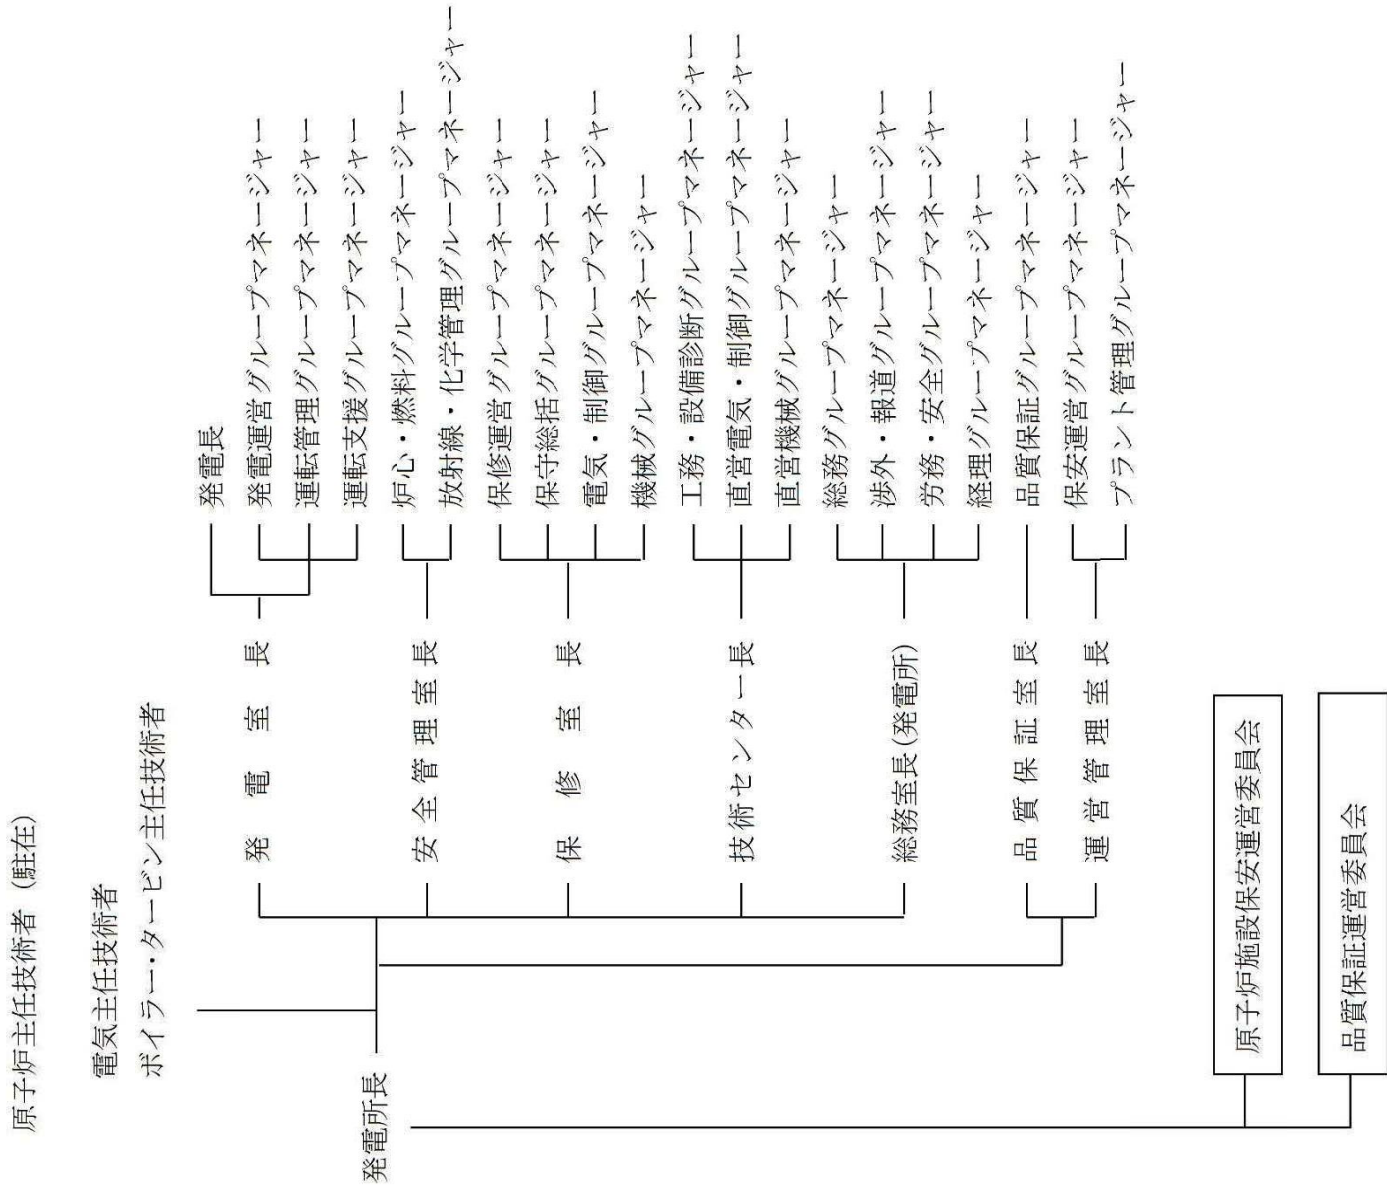 原子炉主任技術者（駐在）
電気主任技術者
ボイラー・タービン主任技術者
発電所長
発電室長
発電長
発電運営グループマネージャー
運転管理グループマネージャー
運転支援グループマネージャー
安全管理室長
炉心・燃料グループマネージャー
放射線・化学管理グループマネージャー
保修室長
保修運営グループマネージャー
保守総括グループマネージャー
電気・制御グループマネージャー
機械グループマネージャー
技術センター長
工務・設備診断グループマネージャー
直営電気・制御グループマネージャー
直営機械グループマネージャー
総務室長(発電所)
総務グループマネージャー
渉外・報道グループマネージャー
労務・安全グループマネージャー
経理グループマネージャー
品質保証室長
品質保証グループマネージャー
運営管理室長
保安運営グループマネージャー
プラント管理グループマネージャー
原子炉施設保安運営委員会
品質保証運営委員会